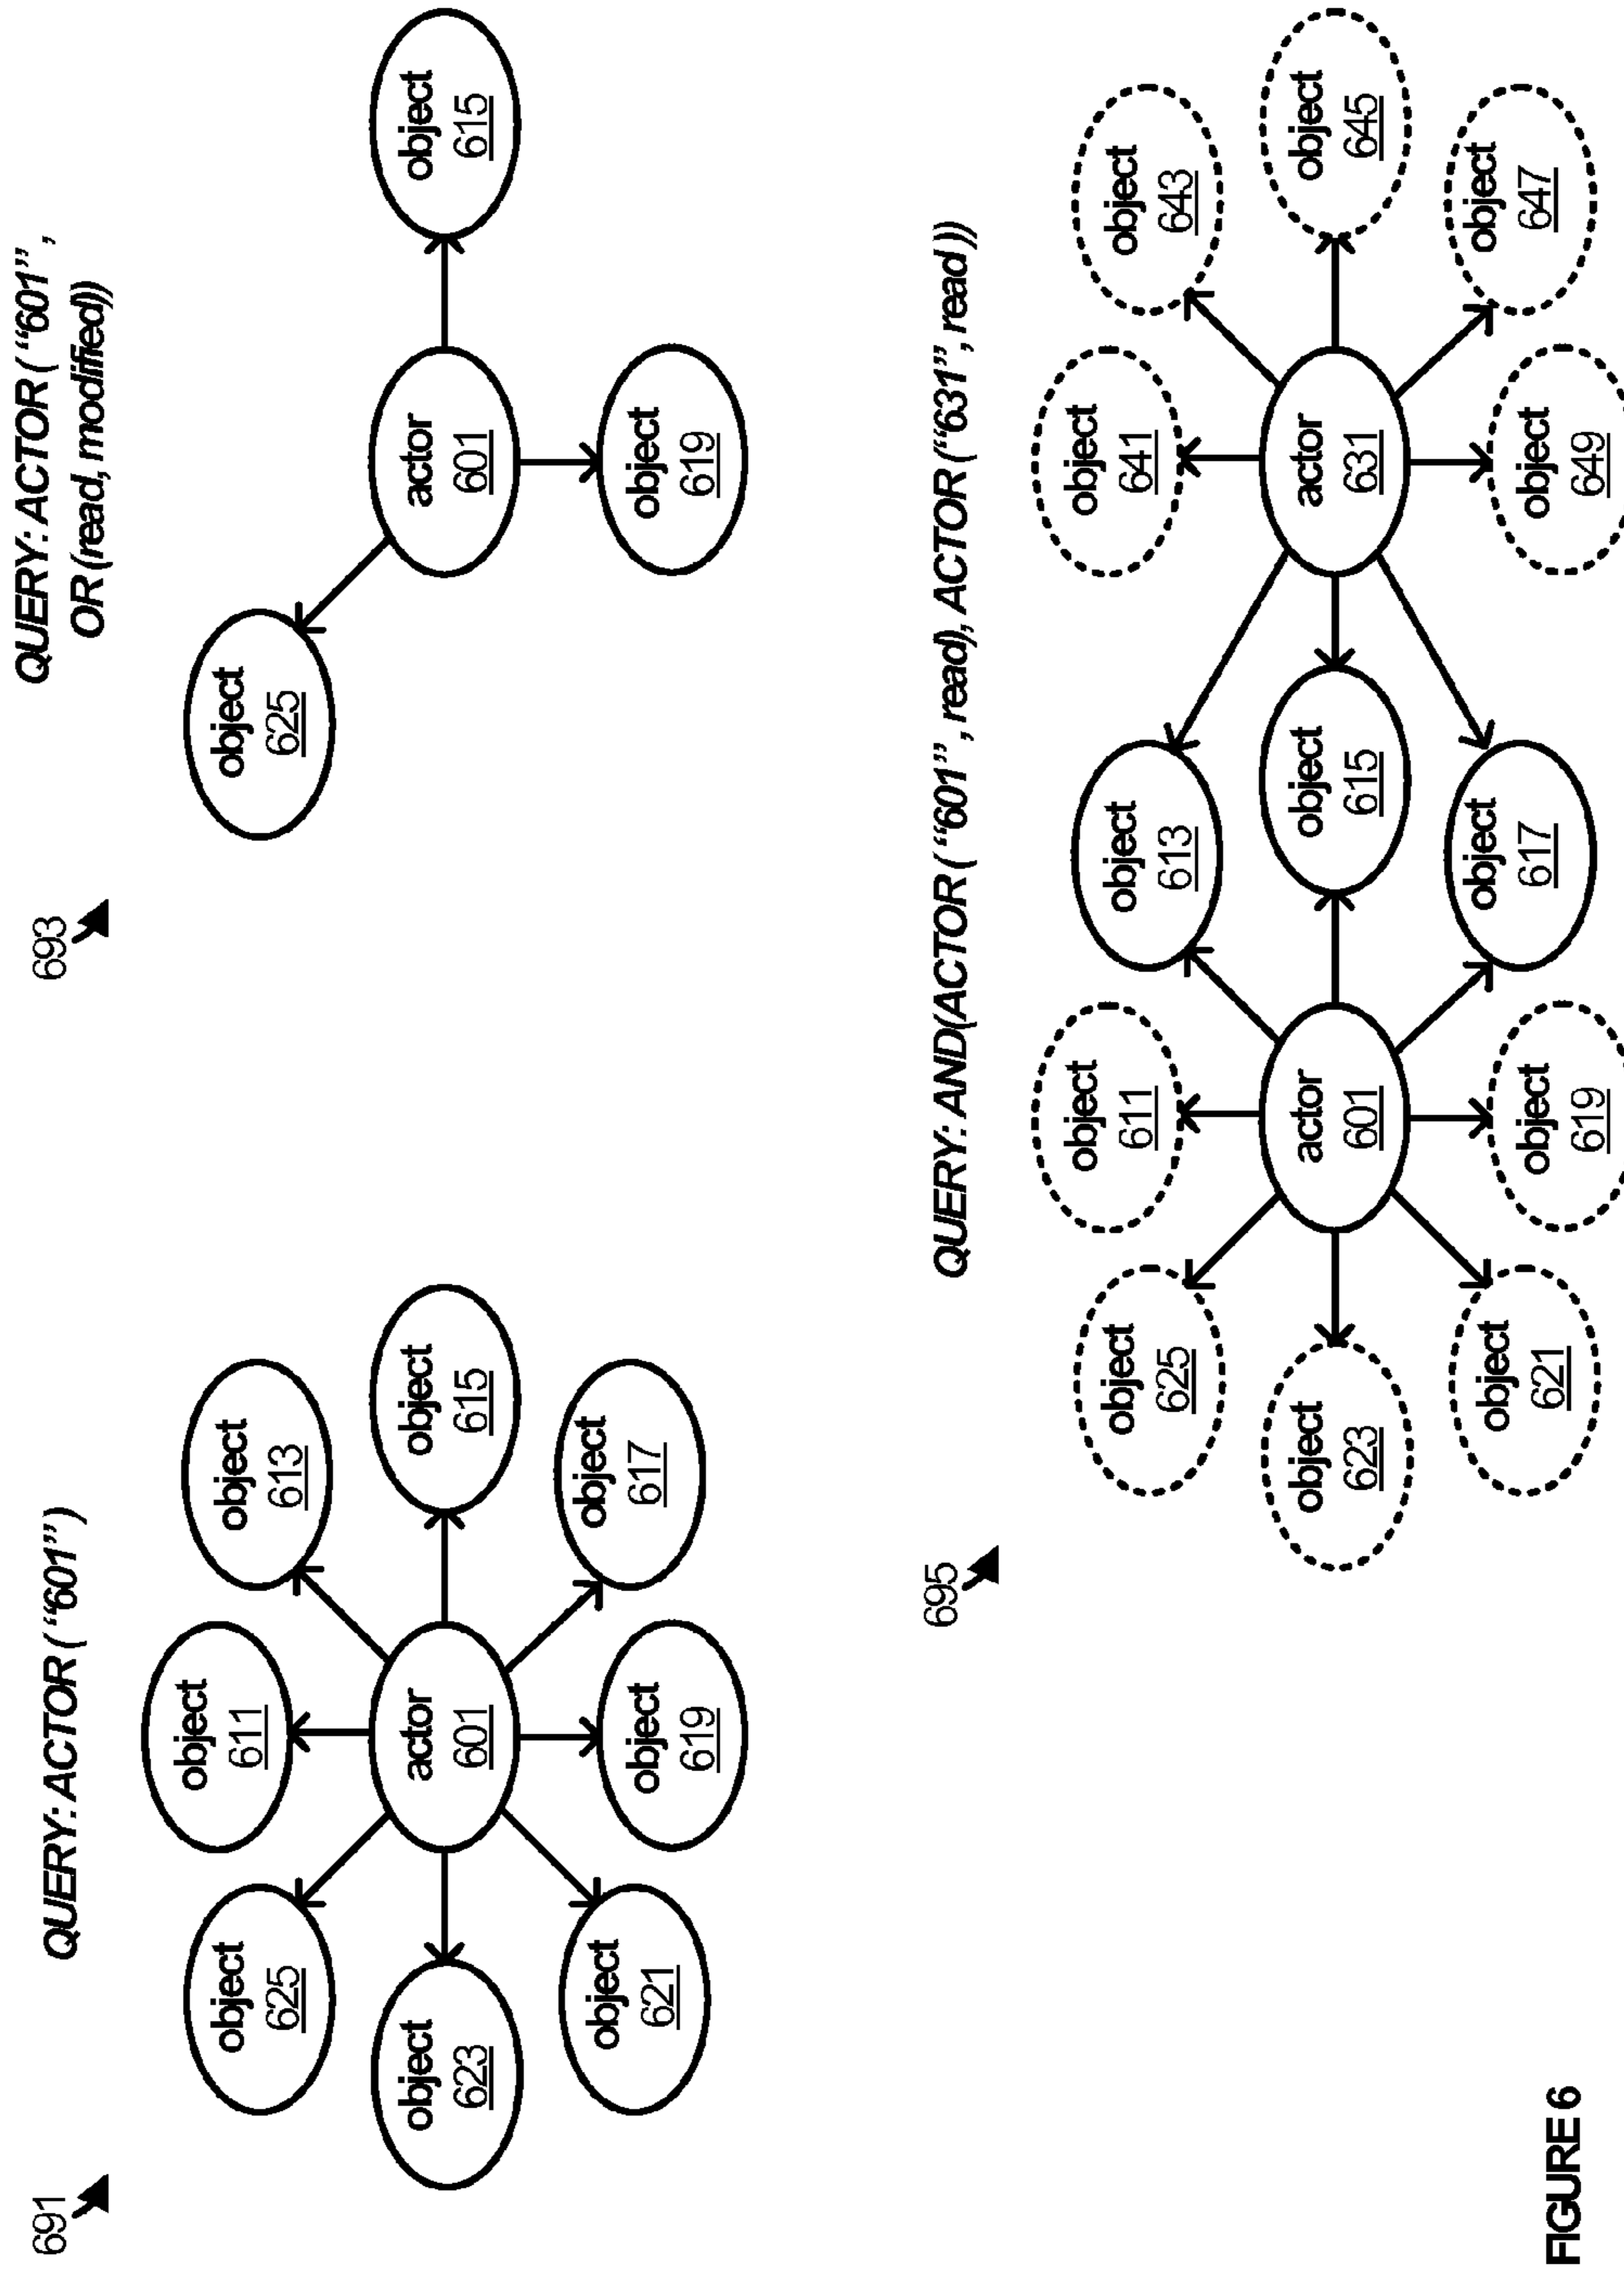 691
QUERY: ACTOR ("601")
object
611
object
625
object
613
object
623
actor
601
object
615
object
621
object
617
object
619
693
QUERY: ACTOR ("601",
OR (read, modified))
object
625
actor
601
object
615
object
619
695
QUERY: AND(ACTOR ("601", read), ACTOR ("631", read))
object
611
object
641
object
625
object
613
object
643
object
623
actor
601
object
615
actor
631
object
645
object
621
object
617
object
647
object
619
object
649
FIGURE 6